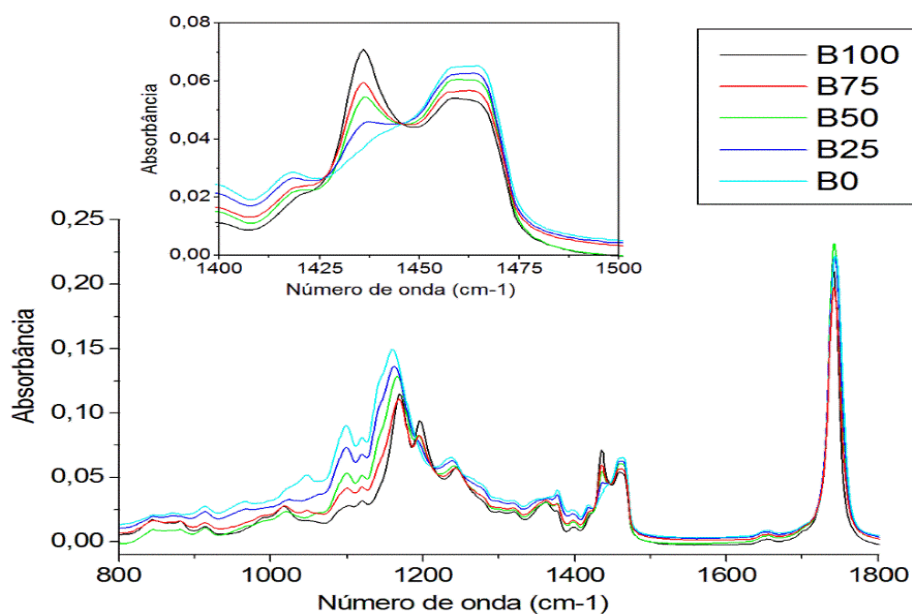 0,08
0,06
0,04
0,02
0,00
Absorbância
1400 1425 1450 1475 1500
Número de onda (cm-1)
B100
B75
B50
B25
B0
0,25
0,20
0,15
0,10
0,05
0,00
Absorbância
800 1000 1200 1400 1600 1800
Número de onda (cm-1)